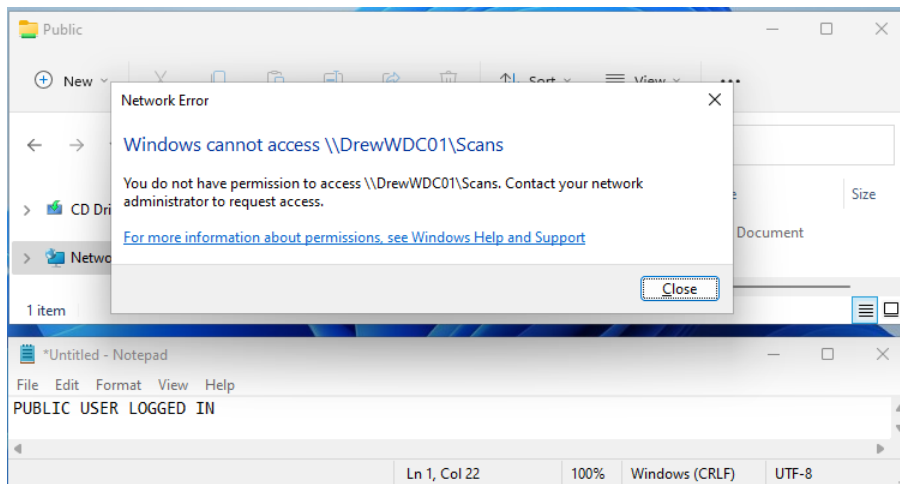 Public
New
View
Network Error
Windows cannot access \\DrewWDC01\Scans
You do not have permission to access \\DrewWDC01\Scans. Contact your network
administrator to request access.
CD Dri
Size
For more information about permissions, see Windows Help and Support
Document
Netwo
Close
1 item
*Untitled - Notepad
File Edit Format View Help
PUBLIC USER LOGGED IN
Ln 1, Col 22 100% Windows (CRLF) UTF-8